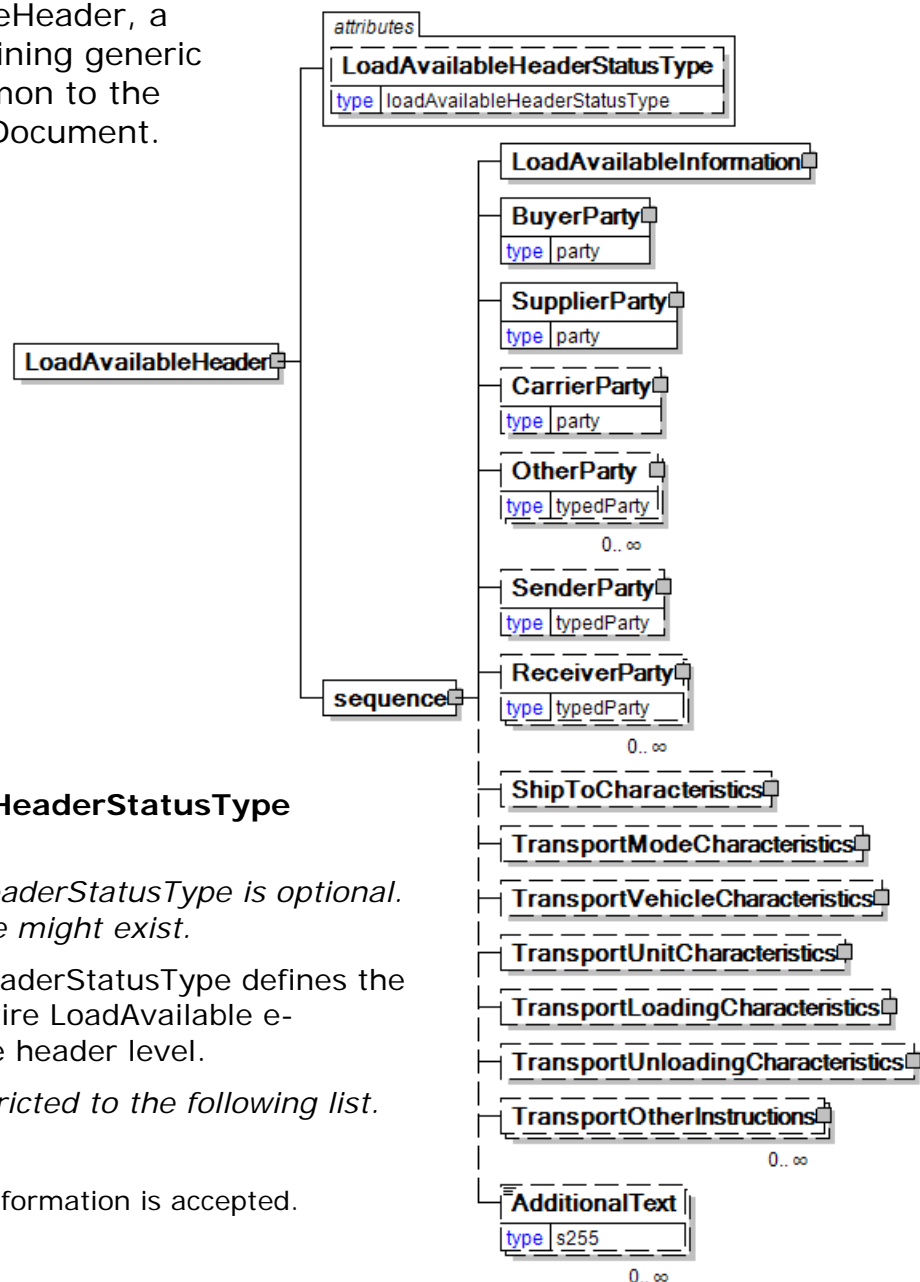 eHeader, a
ining generic
mon to the
Document.
attributes
LoadAvailableHeaderStatusType
type loadAvailableHeaderStatusType
LoadAvailableInformation
BuyerParty
type party
SupplierParty
type party
LoadAvailableHeader
CarrierParty
type party
OtherParty
type typedParty
0.. ∞
SenderParty
type typedParty
ReceiverParty
type typedParty
0.. ∞
sequence
ShipToCharacteristics
HeaderStatusType
TransportModeCharacteristics
eaderStatusType is optional.
e might exist.
TransportVehicleCharacteristics
TransportUnitCharacteristics
eaderStatusType defines the
ire LoadAvailable e-
e header level.
TransportLoadingCharacteristics
TransportUnloadingCharacteristics
ricted to the following list.
TransportOtherInstructions
0.. ∞
formation is accepted.
AdditionalText
type s255
0.. ∞